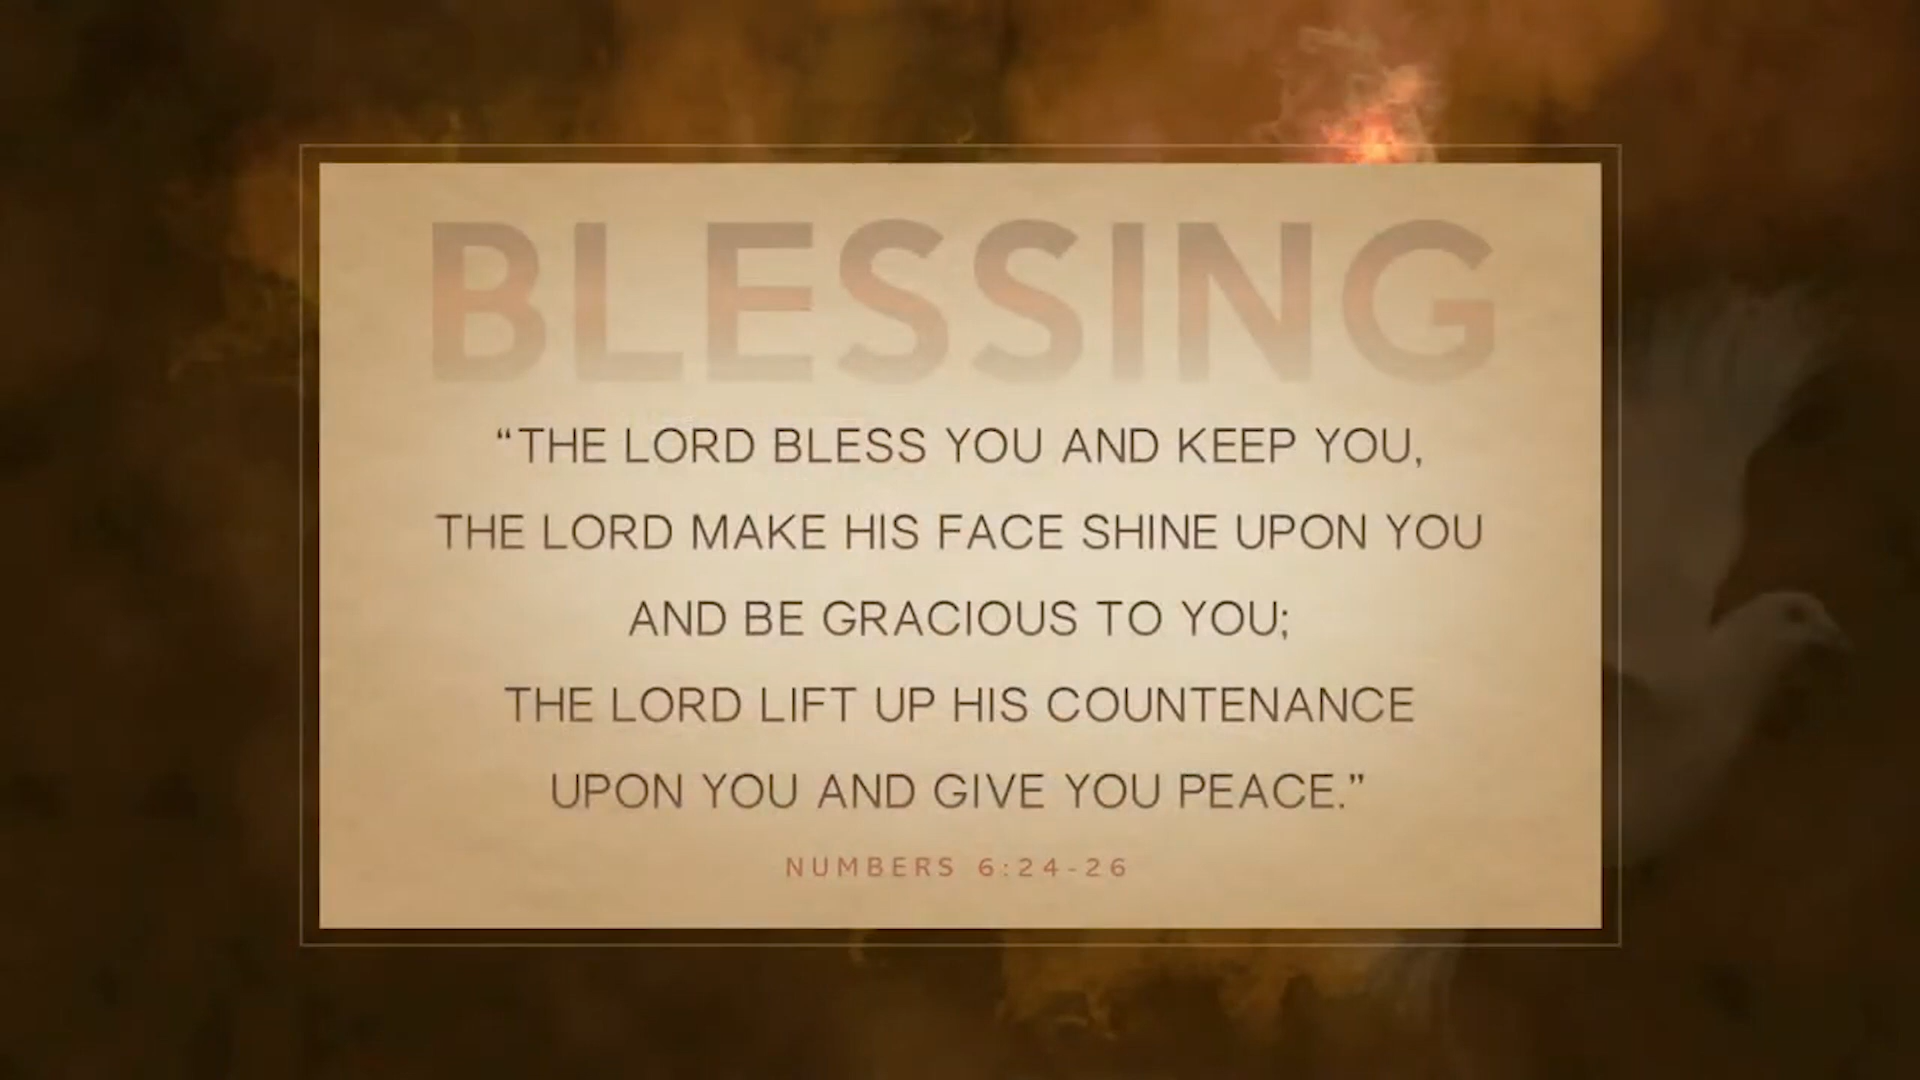 BLESSING
“THE LORD BLESS YOU AND KEEP YOU,
THE LORD MAKE HIS FACE SHINE UPON YOU
AND BE GRACIOUS TO YOU;
THE LORD LIFT UP HIS COUNTENANCE
UPON YOU AND GIVE YOU PEACE.”
NUMBERS 6:24-26